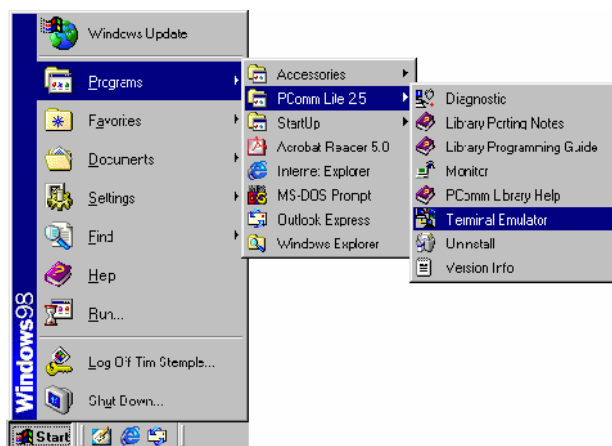 Windows Update
Programs
Favorites
Documents
Settings
Find
Help
Run...
Log Off Tim Stemple...
Shut Down...
Windows98
Start
Accessories
PComm Lite 2.5
StartUp
Acrobat Reader 5.0
Internet Explorer
MS-DOS Prompt
Outlook Express
Windows Explorer
Diagnostic
Library Porting Notes
Library Programming Guide
Monitor
PComm Library Help
Terminal Emulator
Uninstall
Version Info